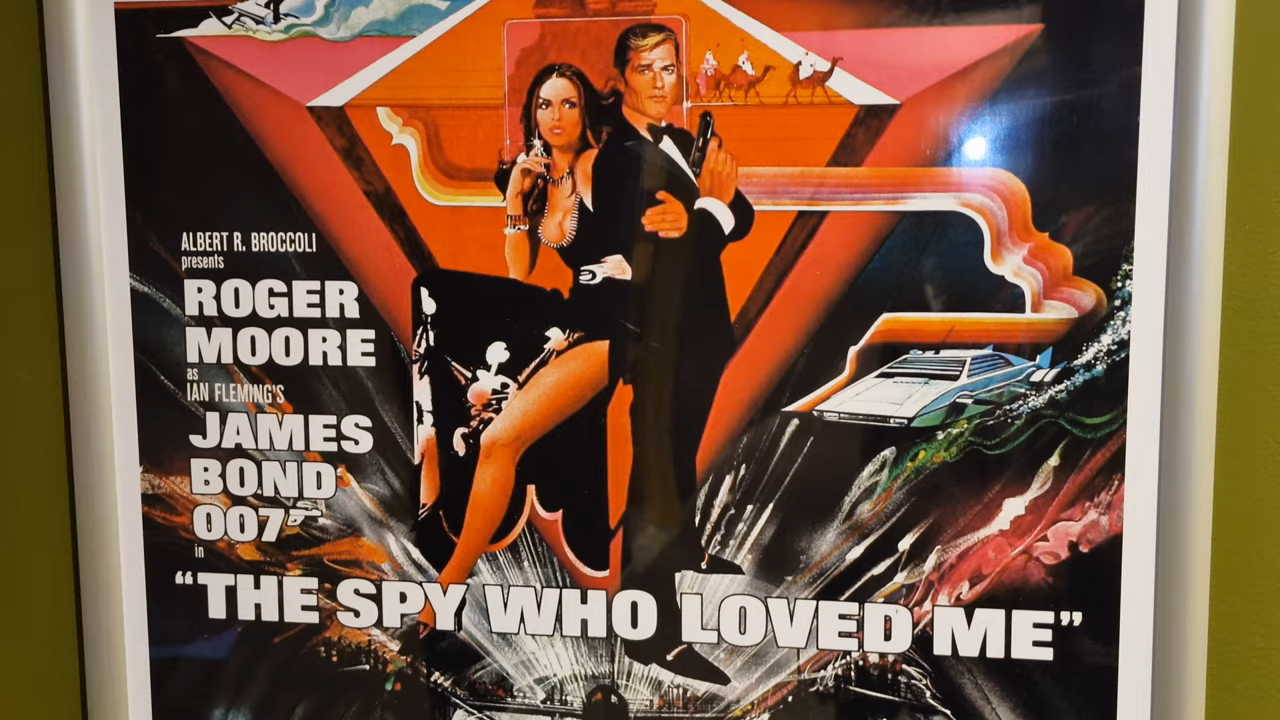 ALBERT R. BROCCOLI
presents
ROGER
MOORE
as
IAN FLEMING'S
JAMES
BOND
007
in
“THE SPY WHO LOVED ME”